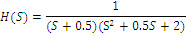 H(S) = 1 / ((S + 0.5)(S² + 0.5S + 2))